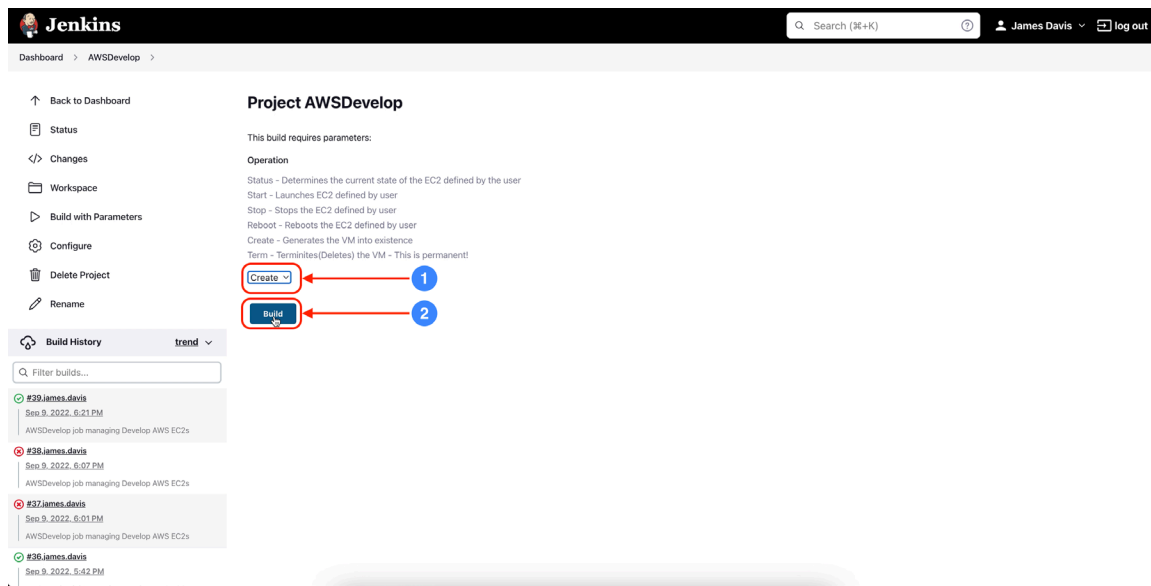 Jenkins
Search (⌘+K)
James Davis
log out
Dashboard > AWSDevelop >
Back to Dashboard
Status
Changes
Workspace
Build with Parameters
Configure
Delete Project
Rename
Build History
trend
Filter builds...
#39,james.davis
Sep 9, 2022, 6:21 PM
AWSDevelop job managing Develop AWS EC2s
#38,james.davis
Sep 9, 2022, 6:07 PM
AWSDevelop job managing Develop AWS EC2s
#37,james.davis
Sep 9, 2022, 6:01 PM
AWSDevelop job managing Develop AWS EC2s
#36,james.davis
Sep 9, 2022, 5:42 PM
Project AWSDevelop
This build requires parameters:
Operation
Status - Determines the current state of the EC2 defined by the user
Start - Launches EC2 defined by user
Stop - Stops the EC2 defined by user
Reboot - Reboots the EC2 defined by user
Create - Generates the VM into existence
Term - Terminites(Deletes) the VM - This is permanent!
Create
1
Build
2